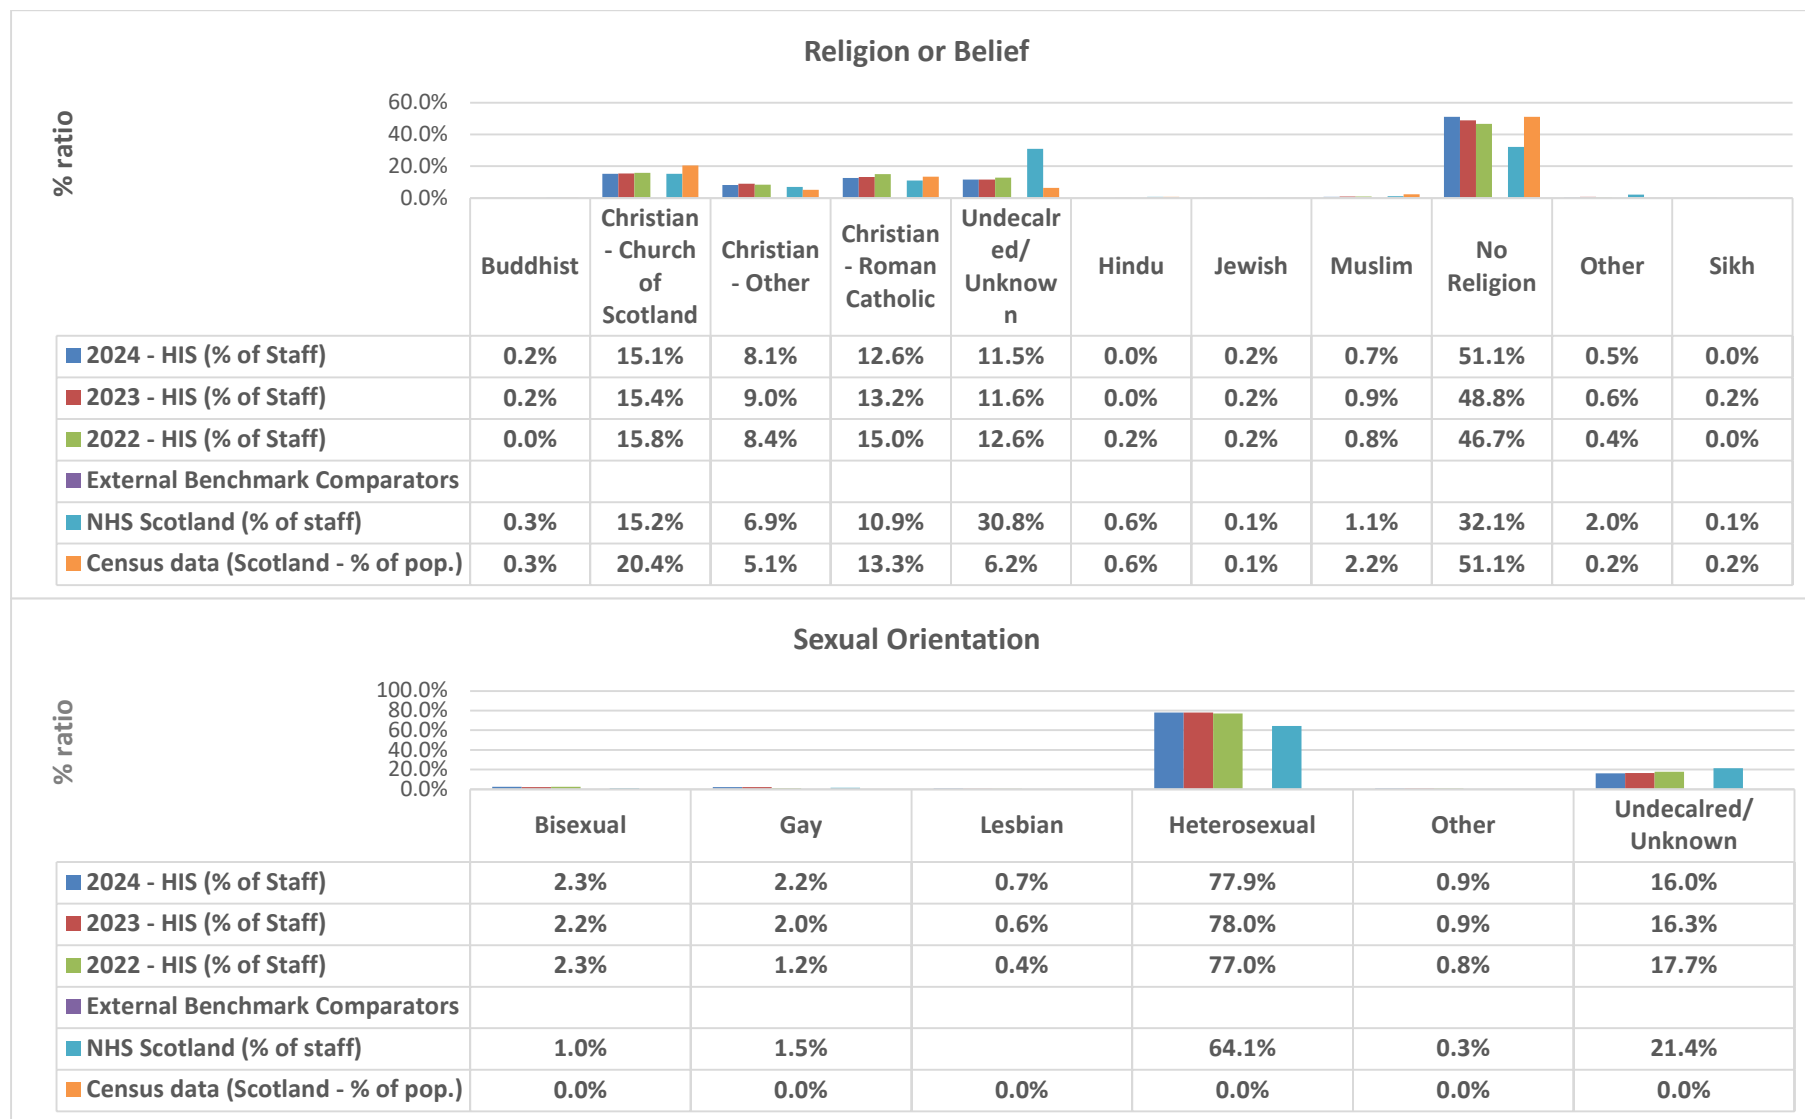 Religion or Belief
% ratio
60.0%
40.0%
20.0%
0.0%
Buddhist
Christian
- Church
of
Scotland
Christian
- Other
Christian
- Roman
Catholic
Undecalr
ed/
Unknow
n
Hindu
Jewish
Muslim
No
Religion
Other
Sikh
2024 - HIS (% of Staff) 0.2% 15.1% 8.1% 12.6% 11.5% 0.0% 0.2% 0.7% 51.1% 0.5% 0.0%
2023 - HIS (% of Staff) 0.2% 15.4% 9.0% 13.2% 11.6% 0.0% 0.2% 0.9% 48.8% 0.6% 0.2%
2022 - HIS (% of Staff) 0.0% 15.8% 8.4% 15.0% 12.6% 0.2% 0.2% 0.8% 46.7% 0.4% 0.0%
External Benchmark Comparators
NHS Scotland (% of staff) 0.3% 15.2% 6.9% 10.9% 30.8% 0.6% 0.1% 1.1% 32.1% 2.0% 0.1%
Census data (Scotland - % of pop.) 0.3% 20.4% 5.1% 13.3% 6.2% 0.6% 0.1% 2.2% 51.1% 0.2% 0.2%
Sexual Orientation
% ratio
100.0%
80.0%
60.0%
40.0%
20.0%
0.0%
Bisexual
Gay
Lesbian
Heterosexual
Other
Undecalred/
Unknown
2024 - HIS (% of Staff) 2.3% 2.2% 0.7% 77.9% 0.9% 16.0%
2023 - HIS (% of Staff) 2.2% 2.0% 0.6% 78.0% 0.9% 16.3%
2022 - HIS (% of Staff) 2.3% 1.2% 0.4% 77.0% 0.8% 17.7%
External Benchmark Comparators
NHS Scotland (% of staff) 1.0% 1.5% 64.1% 0.3% 21.4%
Census data (Scotland - % of pop.) 0.0% 0.0% 0.0% 0.0% 0.0% 0.0%